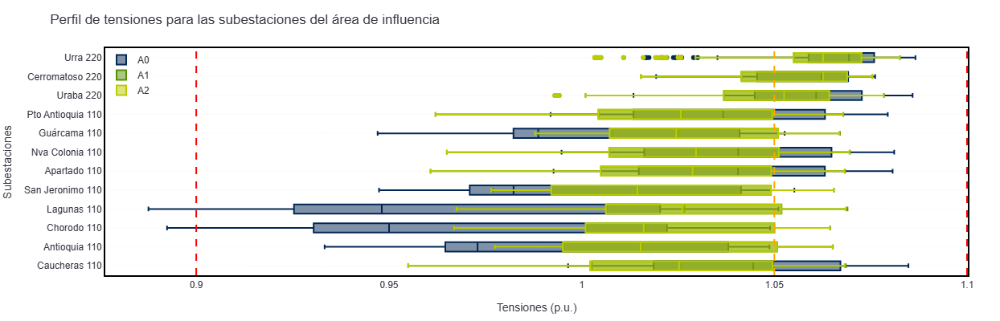 Perfil de tensiones para las subestaciones del área de influencia
A0
A1
A2
Subestaciones
Urra 220
Cerromatoso 220
Uraba 220
Pto Antioquia 110
Guárcama 110
Nva Colonia 110
Apartado 110
San Jeronimo 110
Lagunas 110
Chorodo 110
Antioquia 110
Caucheras 110
0.9
0.95
1
1.05
1.1
Tensiones (p.u.)